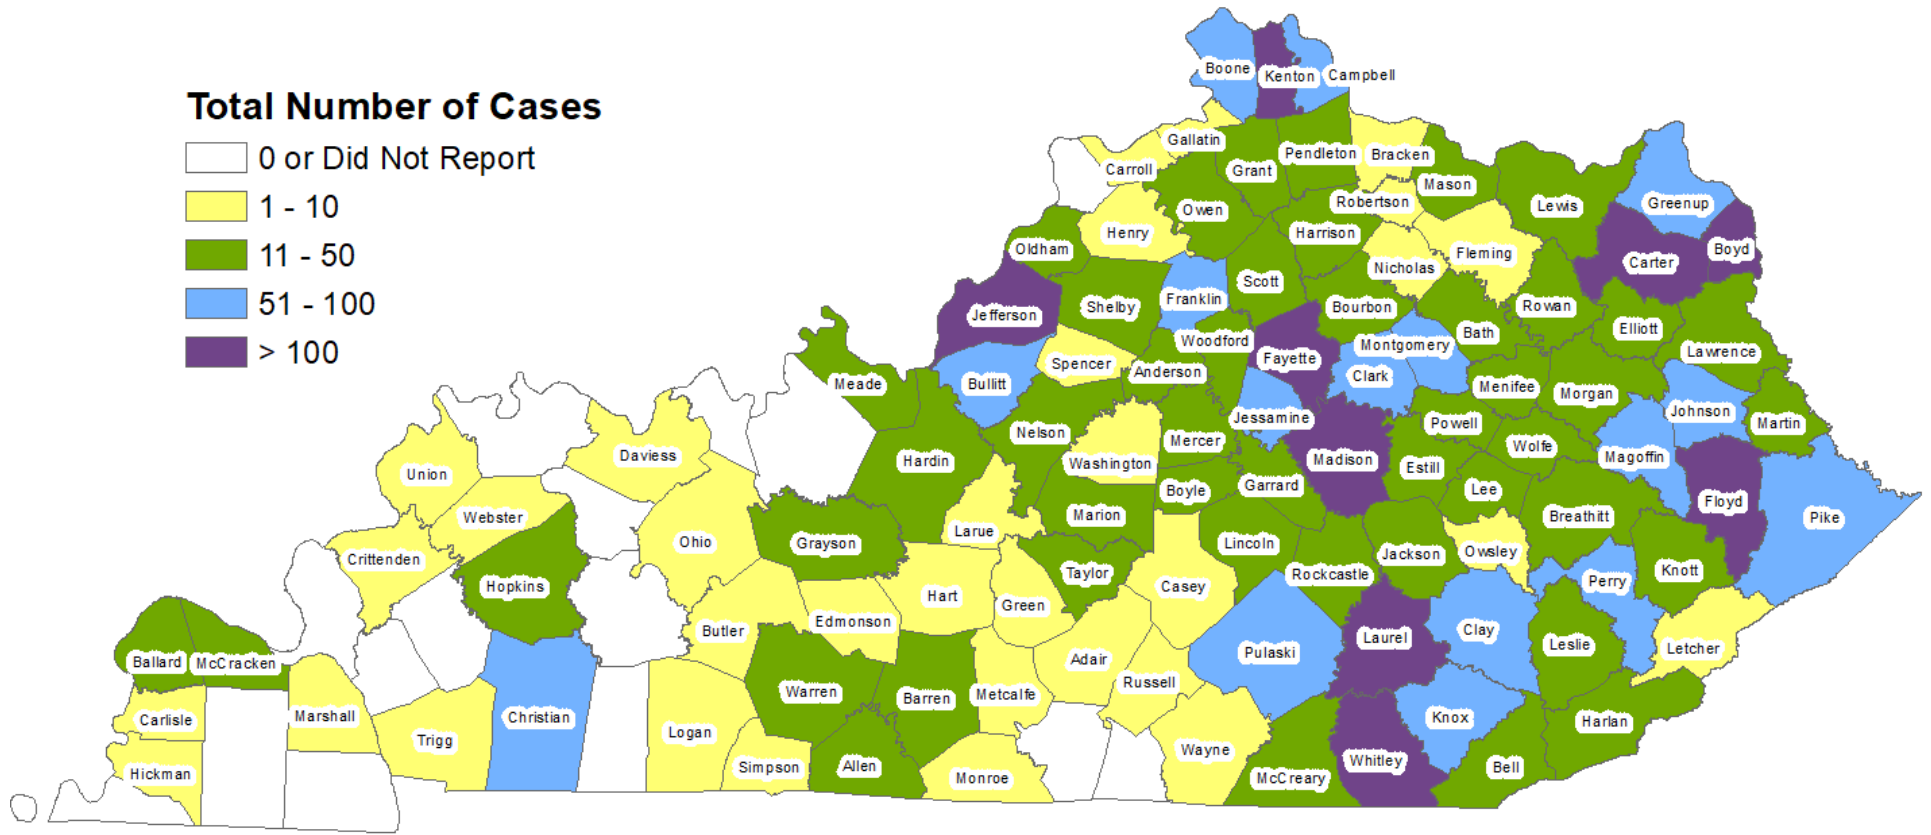 Total Number of Cases
0 or Did Not Report
1 - 10
11 - 50
51 - 100
> 100
Boone
Kenton
Campbell
Gallatin
Carroll
Grant
Pendleton
Bracken
Mason
Robertson
Owen
Lewis
Greenup
Henry
Harrison
Oldham
Nicholas
Fleming
Carter
Boyd
Scott
Franklin
Shelby
Bourbon
Rowan
Jefferson
Bath
Elliott
Woodford
Montgomery
Lawrence
Fayette
Spencer
Anderson
Clark
Meade
Bullitt
Menifee
Morgan
Jessamine
Johnson
Powell
Martin
Nelson
Mercer
Wolfe
Daviess
Hardin
Washington
Madison
Estill
Magoffin
Union
Boyle
Garrard
Lee
Floyd
Webster
Marion
Breathitt
Pike
Larue
Ohio
Grayson
Lincoln
Jackson
Owsley
Crittenden
Hopkins
Taylor
Rockcastle
Knott
Casey
Perry
Hart
Green
Edmonson
Butler
Laurel
Clay
Leslie
Letcher
Ballard
McCracken
Adair
Pulaski
Russell
Warren
Barren
Metcalfe
Carlisle
Marshall
Christian
Knox
Harlan
Logan
Trigg
Wayne
Whitley
Hickman
Simpson
Allen
Monroe
McCreary
Bell